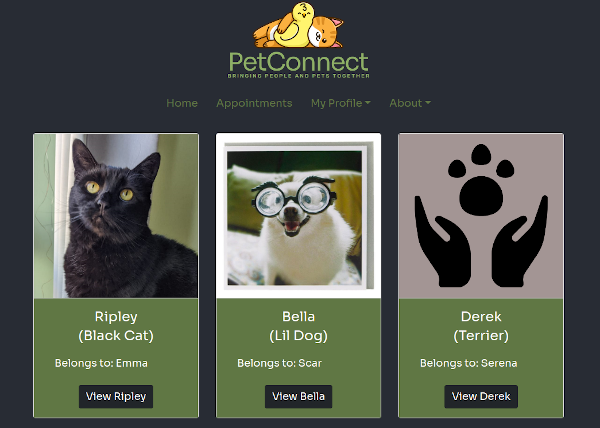 PetConnect
BRINGING PEOPLE AND PETS TOGETHER
Home Appointments My Profile About
Ripley
(Black Cat)
Belongs to: Emma
View Ripley
Bella
(Lil Dog)
Belongs to: Scar
View Bella
Derek
(Terrier)
Belongs to: Serena
View Derek